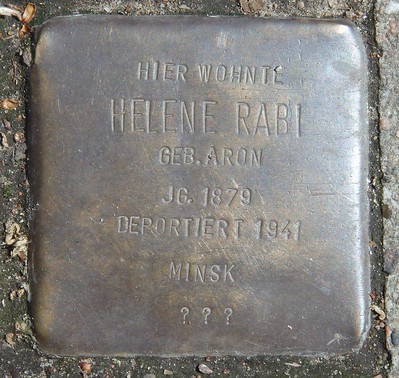 HIER WOHNTE
HELENE RABI
GEB. ARON
JG. 1879
DEPORTIERT 1941
MINSK
? ? ?